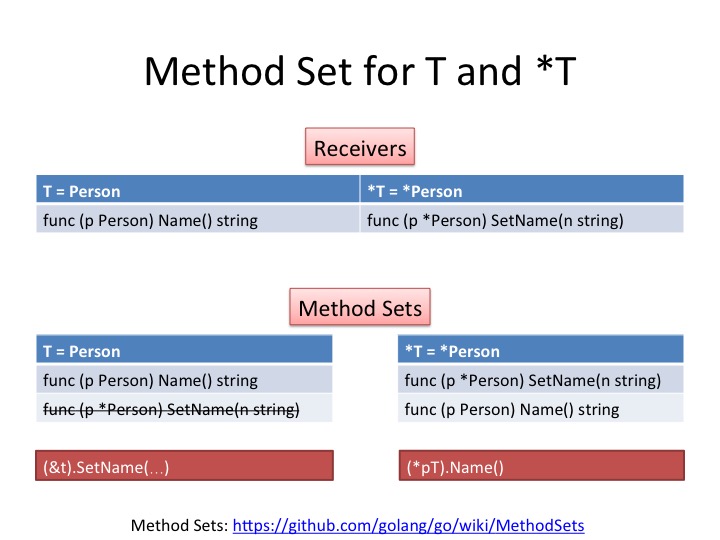 Method Set for T and *T
Receivers
T = Person
*T = *Person
func (p Person) Name() string
func (p *Person) SetName(n string)
Method Sets
T = Person
*T = *Person
func (p Person) Name() string
func (p *Person) SetName(n string)
func (p *Person) SetName(n string)
func (p Person) Name() string
(&t).SetName(…)
(*pT).Name()
Method Sets: https://github.com/golang/go/wiki/MethodSets